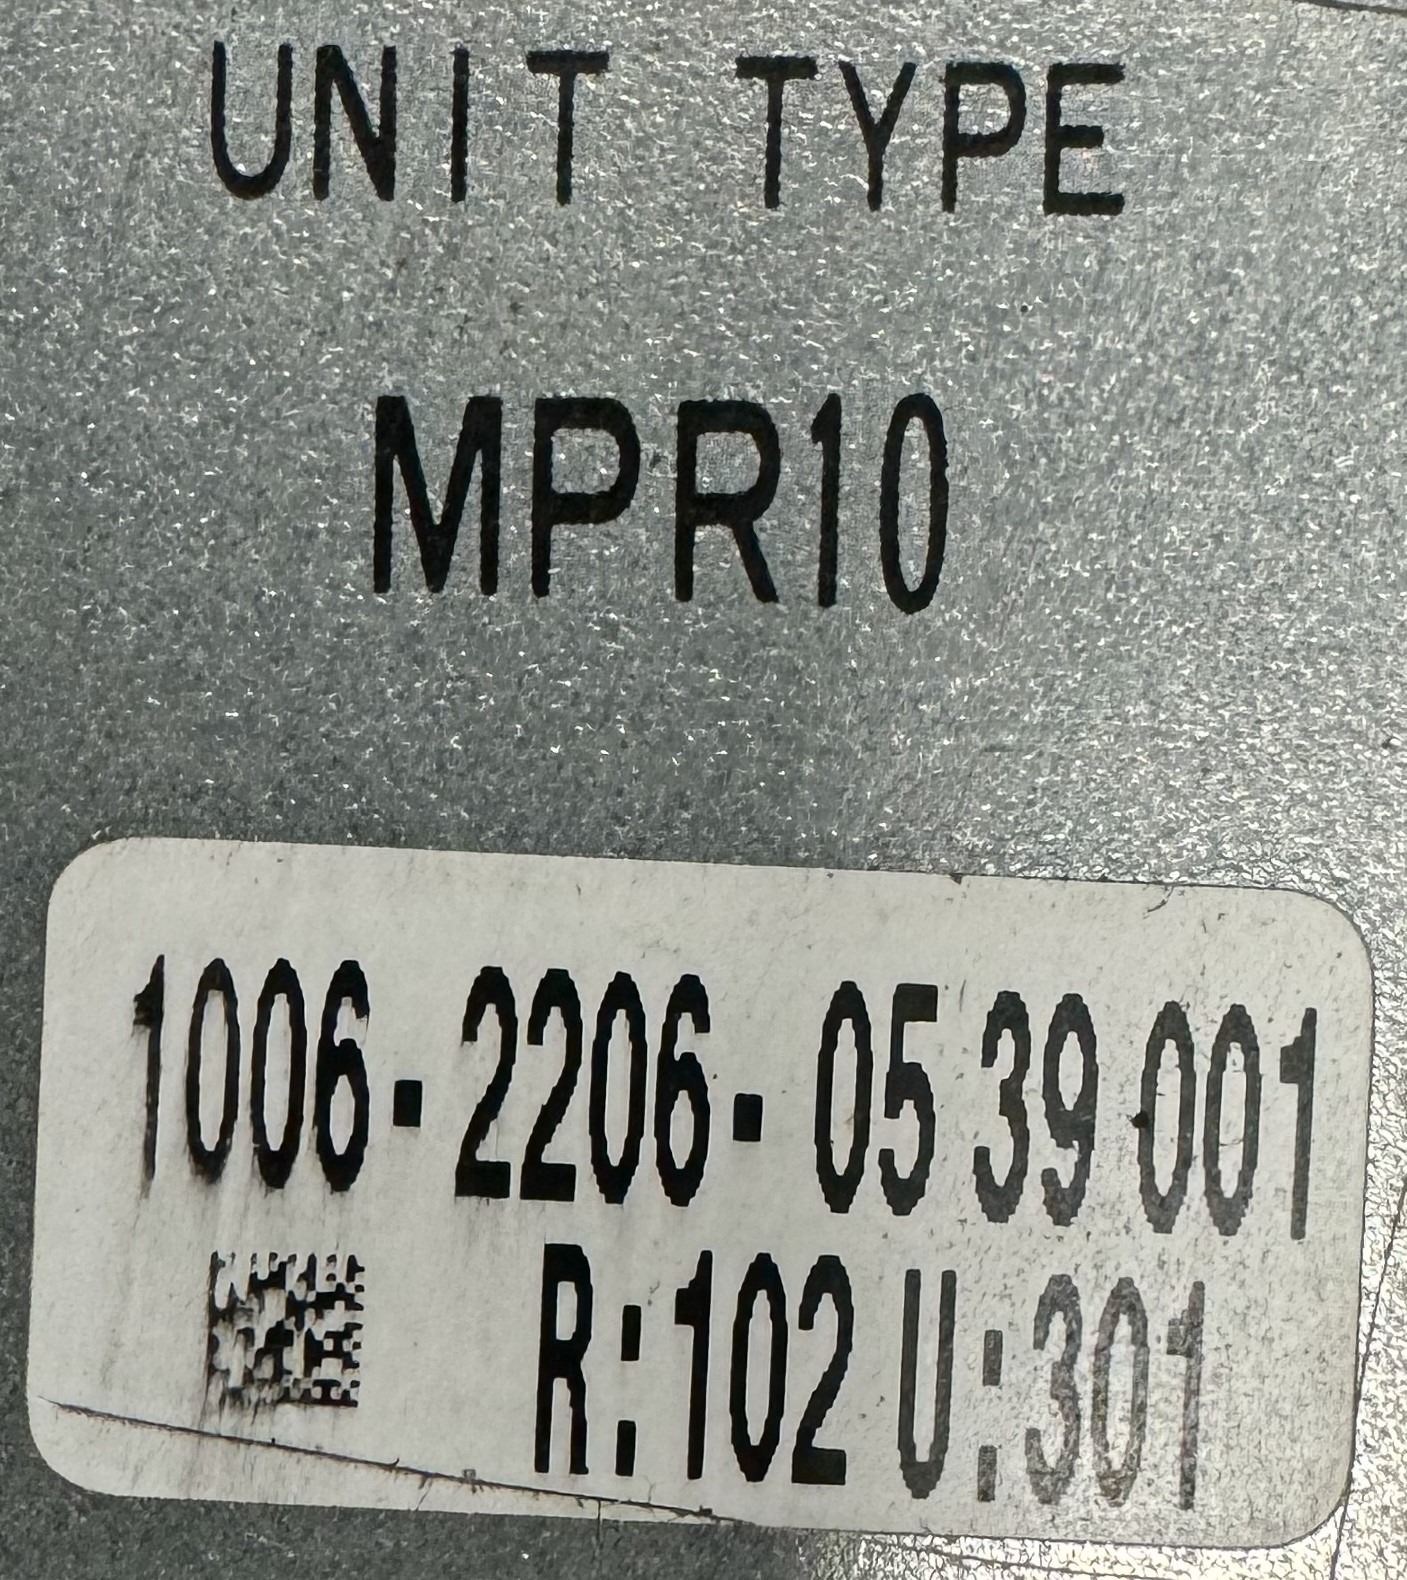 UNIT TYPE
MPR10
1006-2206-0539001
R:102 U:301